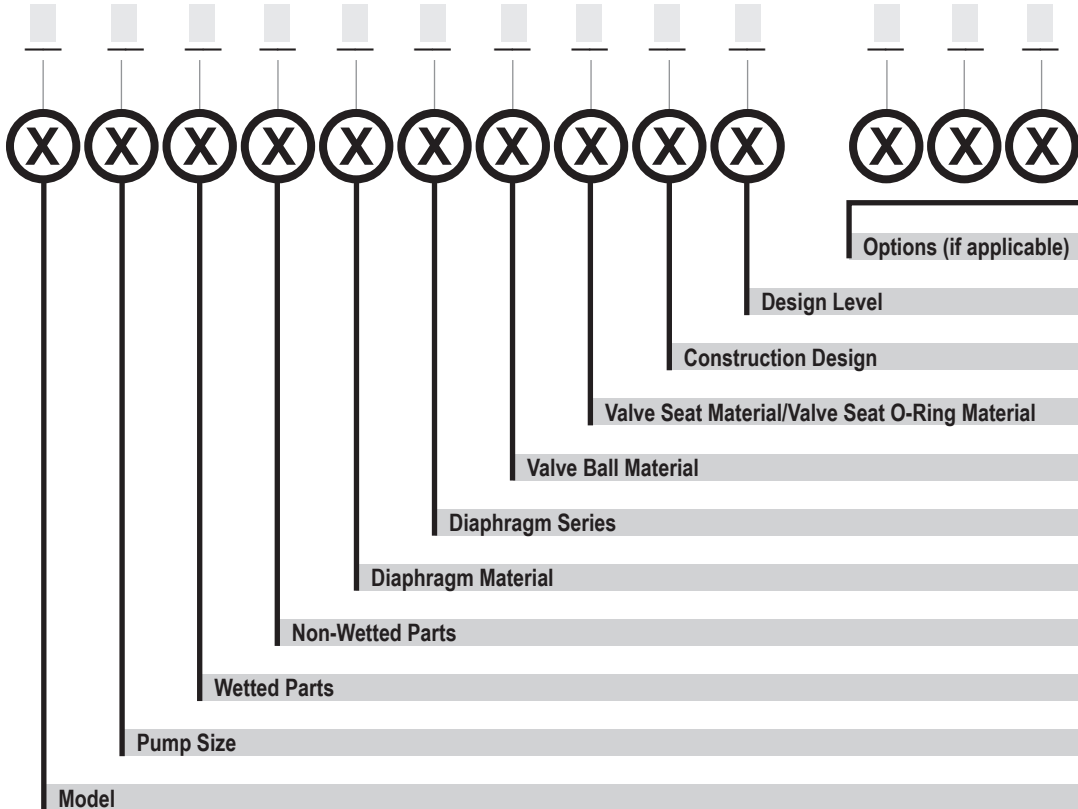 X X X X X X X X X X X X X
Options (if applicable)
Design Level
Construction Design
Valve Seat Material/Valve Seat O-Ring Material
Valve Ball Material
Diaphragm Series
Diaphragm Material
Non-Wetted Parts
Wetted Parts
Pump Size
Model